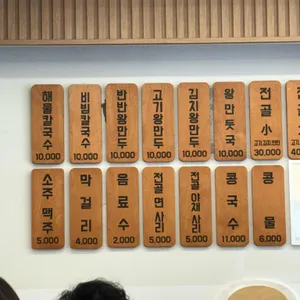 해물칼국수
10,000
비빔칼국수
10,000
반반왕만두
10,000
고기왕만두
10,000
김치왕만두
10,000
왕만둣국
10,000
전골 小
30,000
소주 맥주
5,000
막걸리
4,000
음료수
2,000
전골 면 사리
5,000
전골 야채 사리
5,000
콩국수
11,000
콩물
6,000